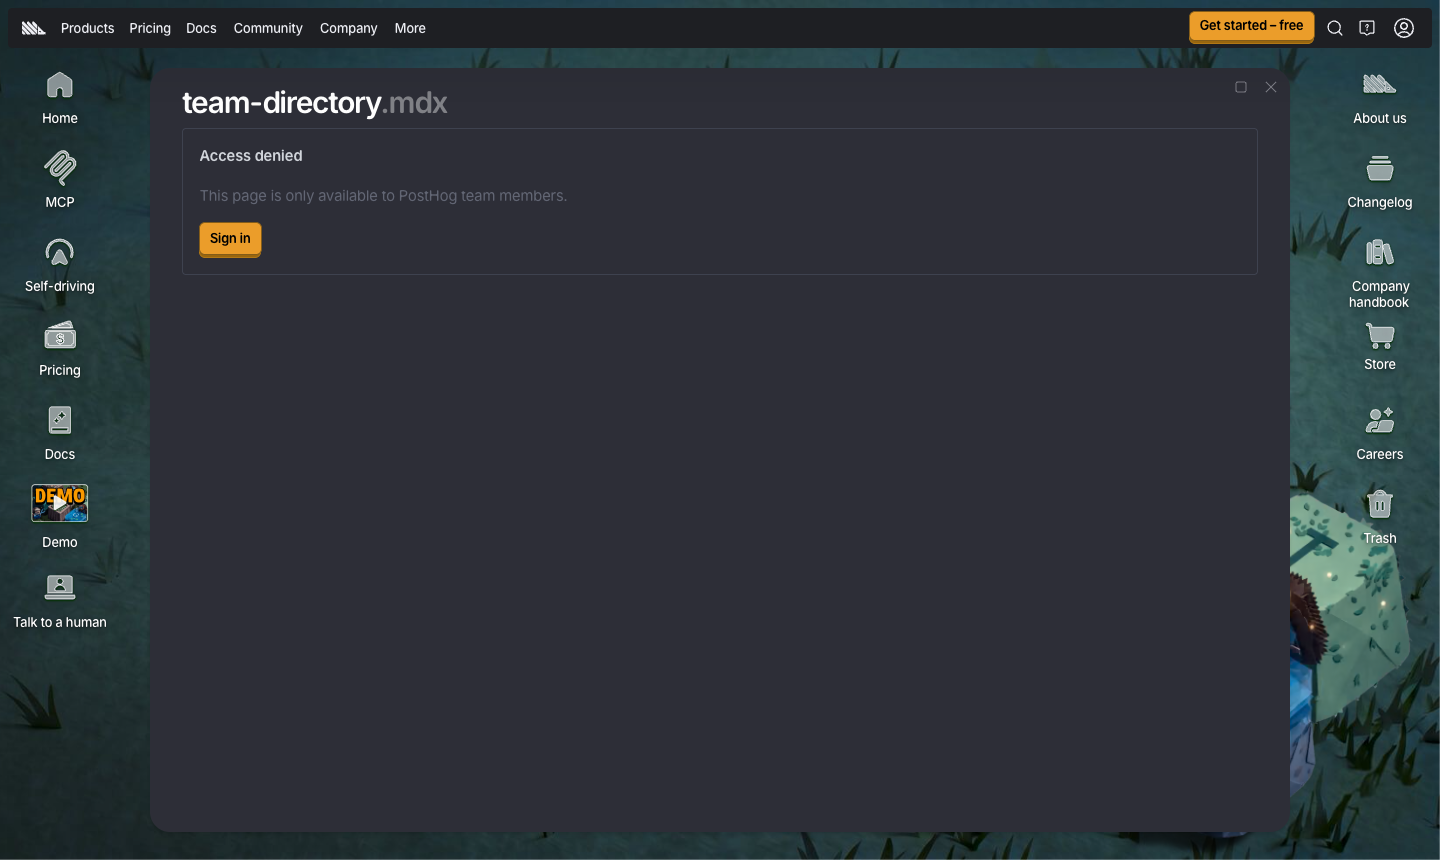 Products
Pricing
Docs
Community
Company
More
Get started – free
Home
MCP
Self-driving
Pricing
Docs
DEMO
Demo
Talk to a human
team-directory.mdx
Access denied
This page is only available to PostHog team members.
Sign in
About us
Changelog
Company
handbook
Store
Careers
Trash